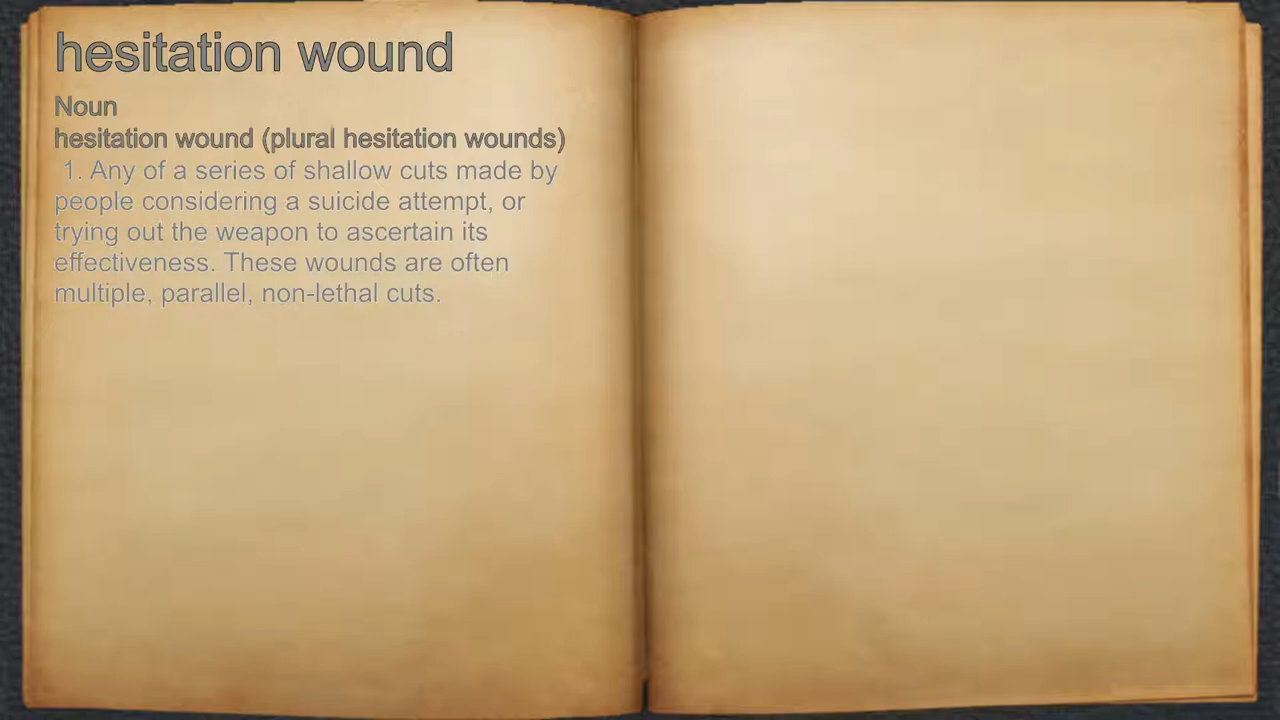 hesitation wound
Noun
hesitation wound (plural hesitation wounds)
1. Any of a series of shallow cuts made by
people considering a suicide attempt, or
trying out the weapon to ascertain its
effectiveness. These wounds are often
multiple, parallel, non-lethal cuts.